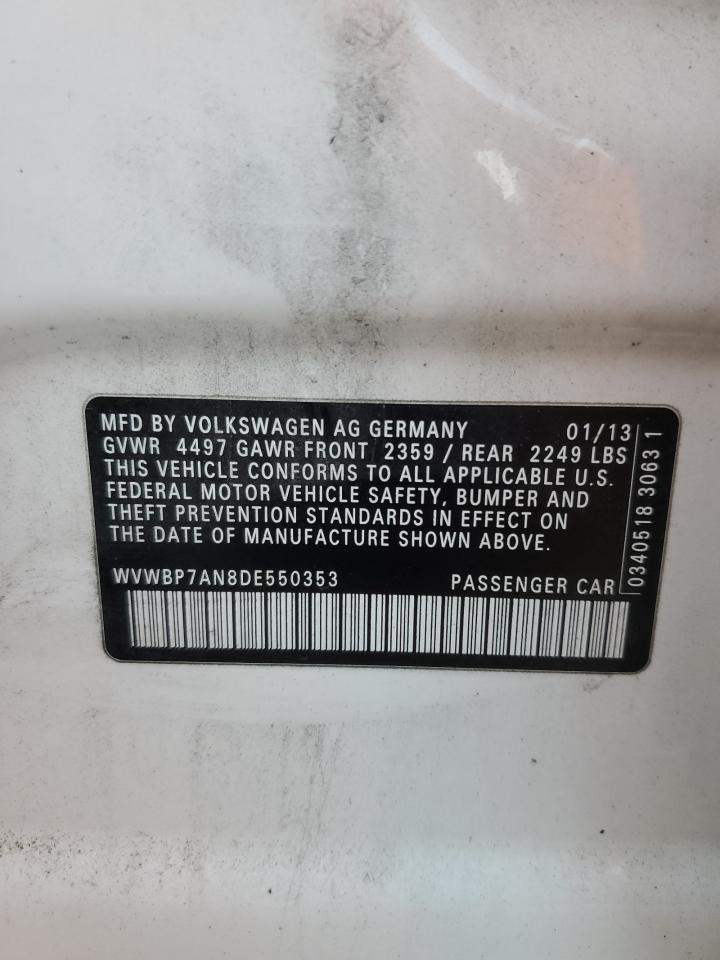 MFD BY VOLKSWAGEN AG GERMANY 01/13
GVWR 4497 GAWR FRONT 2359 / REAR 2249 LBS
THIS VEHICLE CONFORMS TO ALL APPLICABLE U.S.
FEDERAL MOTOR VEHICLE SAFETY, BUMPER AND
THEFT PREVENTION STANDARDS IN EFFECT ON
THE DATE OF MANUFACTURE SHOWN ABOVE.
WVWBP7AN8DE550353 PASSENGER CAR
0340518 3063 1